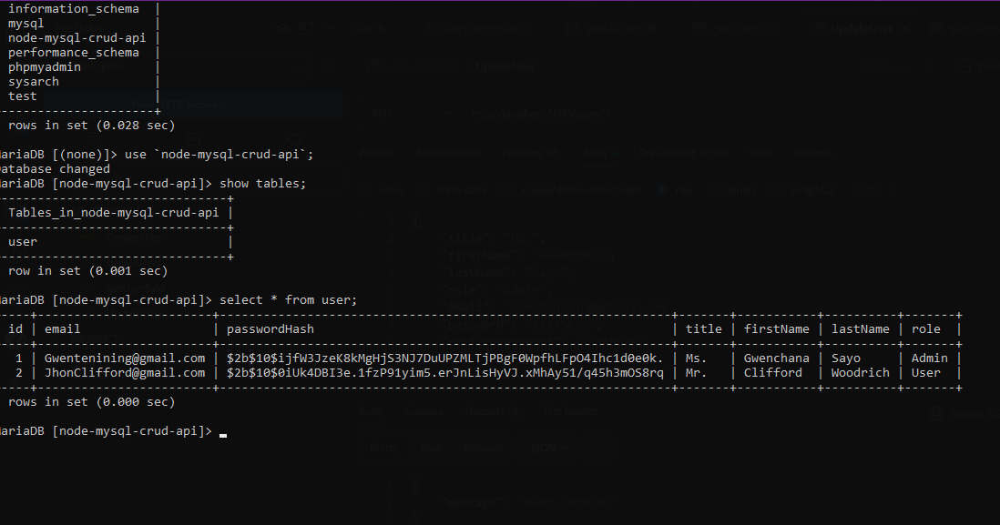 information_schema |
mysql |
node-mysql-crud-api |
performance_schema |
phpmyadmin |
sysarch |
test |
----------------------+
rows in set (0.028 sec)
ariaDB [(none)]> use `node-mysql-crud-api`;
atabase changed
ariaDB [node-mysql-crud-api]> show tables;
--------------------------------+
Tables_in_node-mysql-crud-api |
--------------------------------+
user |
--------------------------------+
row in set (0.001 sec)
ariaDB [node-mysql-crud-api]> select * from user;
----+-------------------------+--------------------------------------------------------------+-------+-----------+----------+-------+
id | email | passwordHash | title | firstName | lastName | role |
----+-------------------------+--------------------------------------------------------------+-------+-----------+----------+-------+
1 | Gwentenining@gmail.com | $2b$10$ijfW3JzeK8kMgHjS3NJ7DuUPZMLTjPBgF0WpfhLFpO4Ihc1d0e0k. | Ms. | Gwenchana | Sayo | Admin |
2 | JhonClifford@gmail.com | $2b$10$0iUk4DBI3e.1fzP91yim5.erJnLisHyVJ.xMhAy51/q45h3mOS8rq | Mr. | Clifford | Woodrich | User |
----+-------------------------+--------------------------------------------------------------+-------+-----------+----------+-------+
rows in set (0.000 sec)
ariaDB [node-mysql-crud-api]>